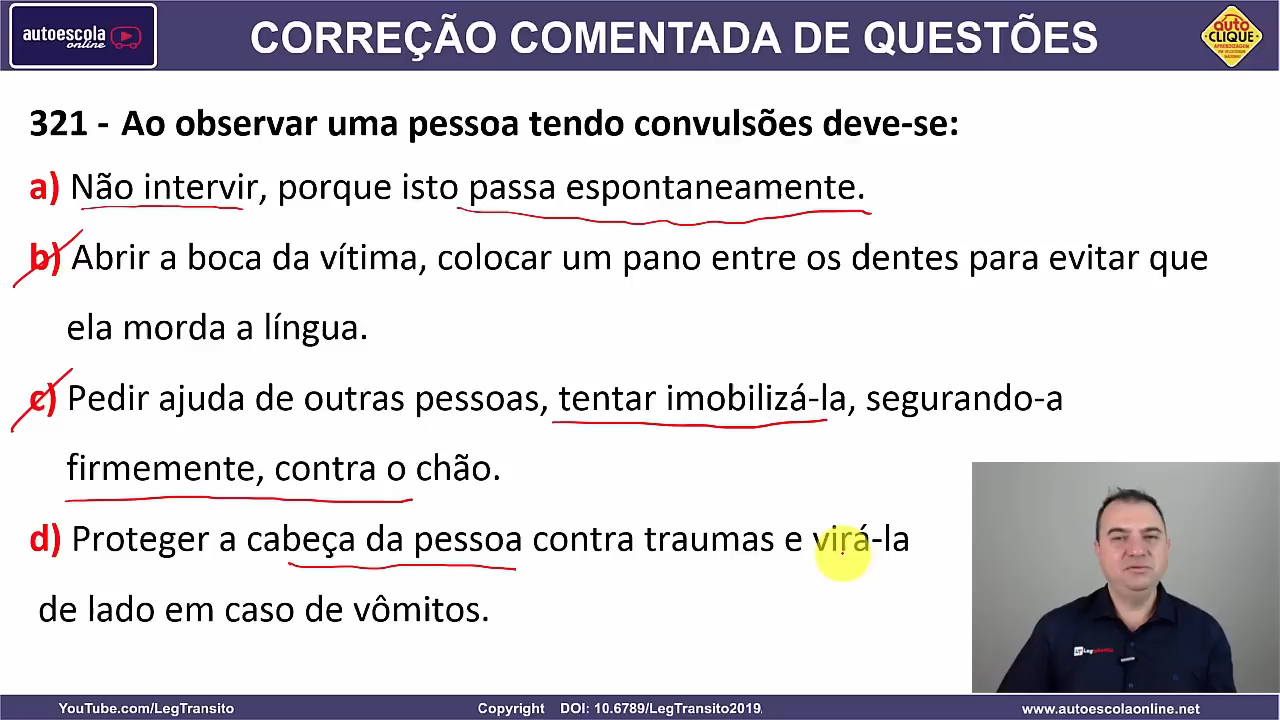 autoescola
online
CORREÇÃO COMENTADA DE QUESTÕES
auto
CLIQUE
APRENDIZAGEM
321 - Ao observar uma pessoa tendo convulsões deve-se:
a) Não intervir, porque isto passa espontaneamente.
b) Abrir a boca da vítima, colocar um pano entre os dentes para evitar que
ela morda a língua.
c) Pedir ajuda de outras pessoas, tentar imobilizá-la, segurando-a
firmemente, contra o chão.
d) Proteger a cabeça da pessoa contra traumas e virá-la
de lado em caso de vômitos.
YouTube.com/LegTransito
Copyright DOI: 10.6789/LegTransito2019.
www.autoescolaonline.net